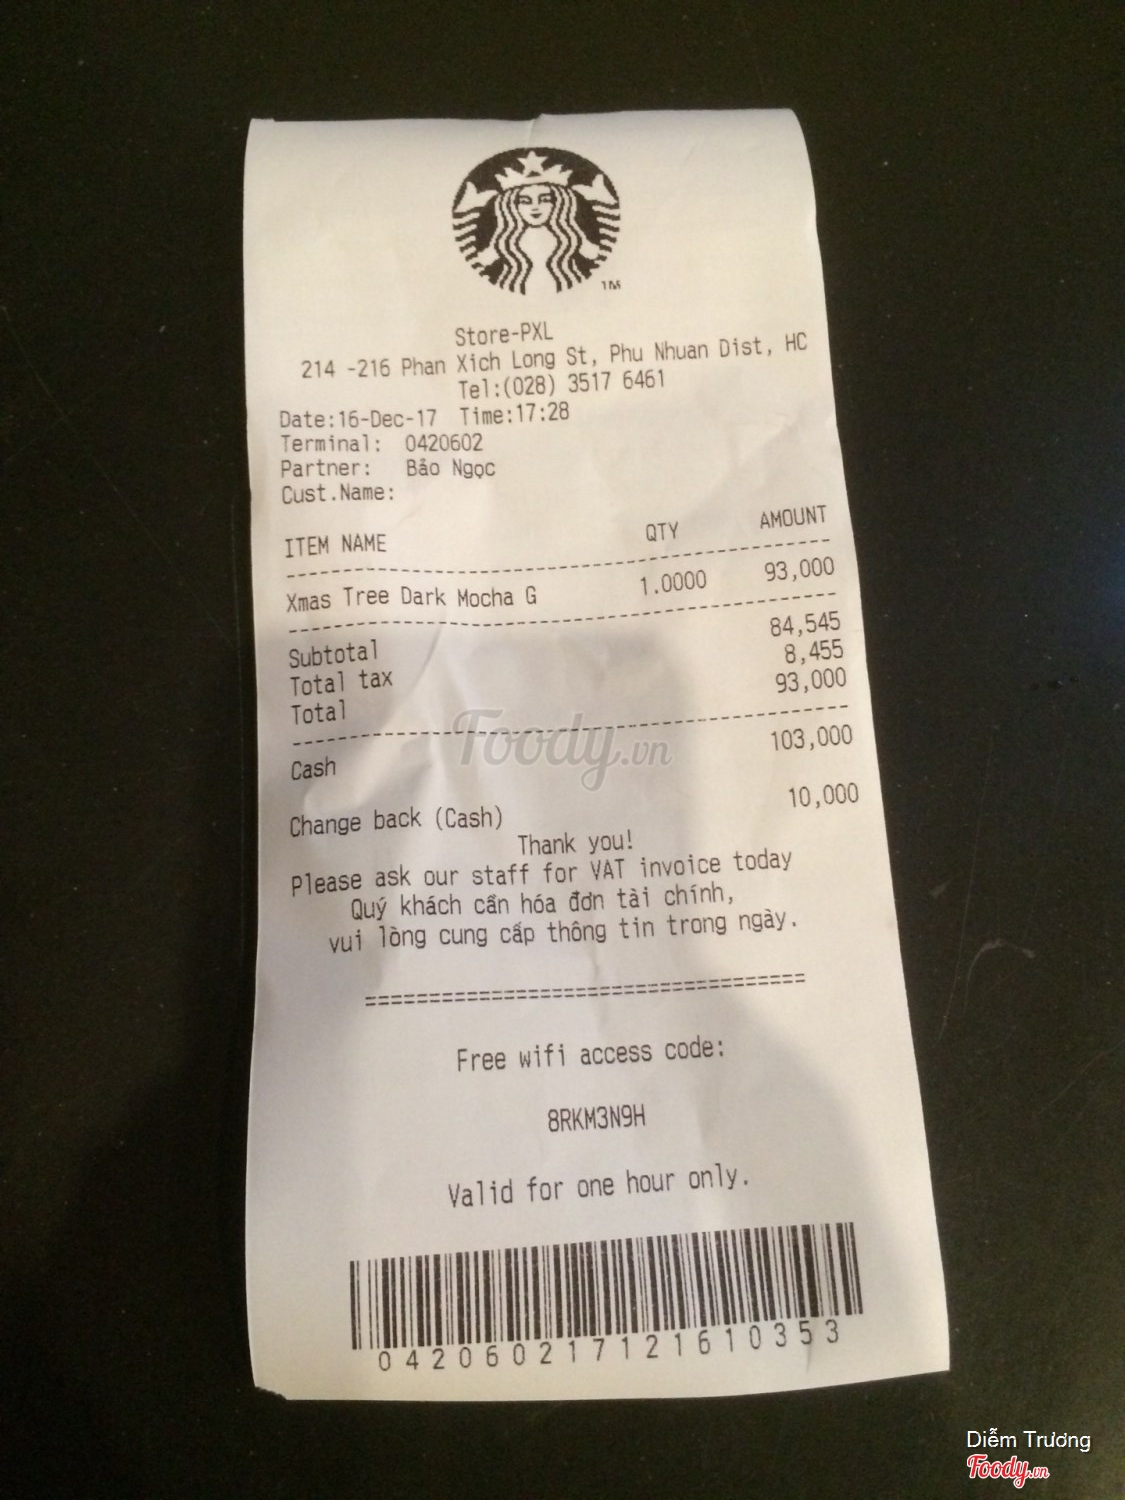 TM
Store-PXL
214 -216 Phan Xich Long St, Phu Nhuan Dist, HC
Tel:(028) 3517 6461
Date:16-Dec-17 Time:17:28
Terminal: 0420602
Partner: Bảo Ngọc
Cust.Name:
ITEM NAME QTY AMOUNT
Xmas Tree Dark Mocha G 1.0000 93,000
Subtotal 84,545
Total tax 8,455
Total 93,000
Cash 103,000
Change back (Cash) 10,000
Thank you!
Please ask our staff for VAT invoice today
Quý khách cần hóa đơn tài chính,
vui lòng cung cấp thông tin trong ngày.
==================================
Free wifi access code:
8RKM3N9H
Valid for one hour only.
042060217121610353
Foody.vn
Diễm Trương
Foody.vn